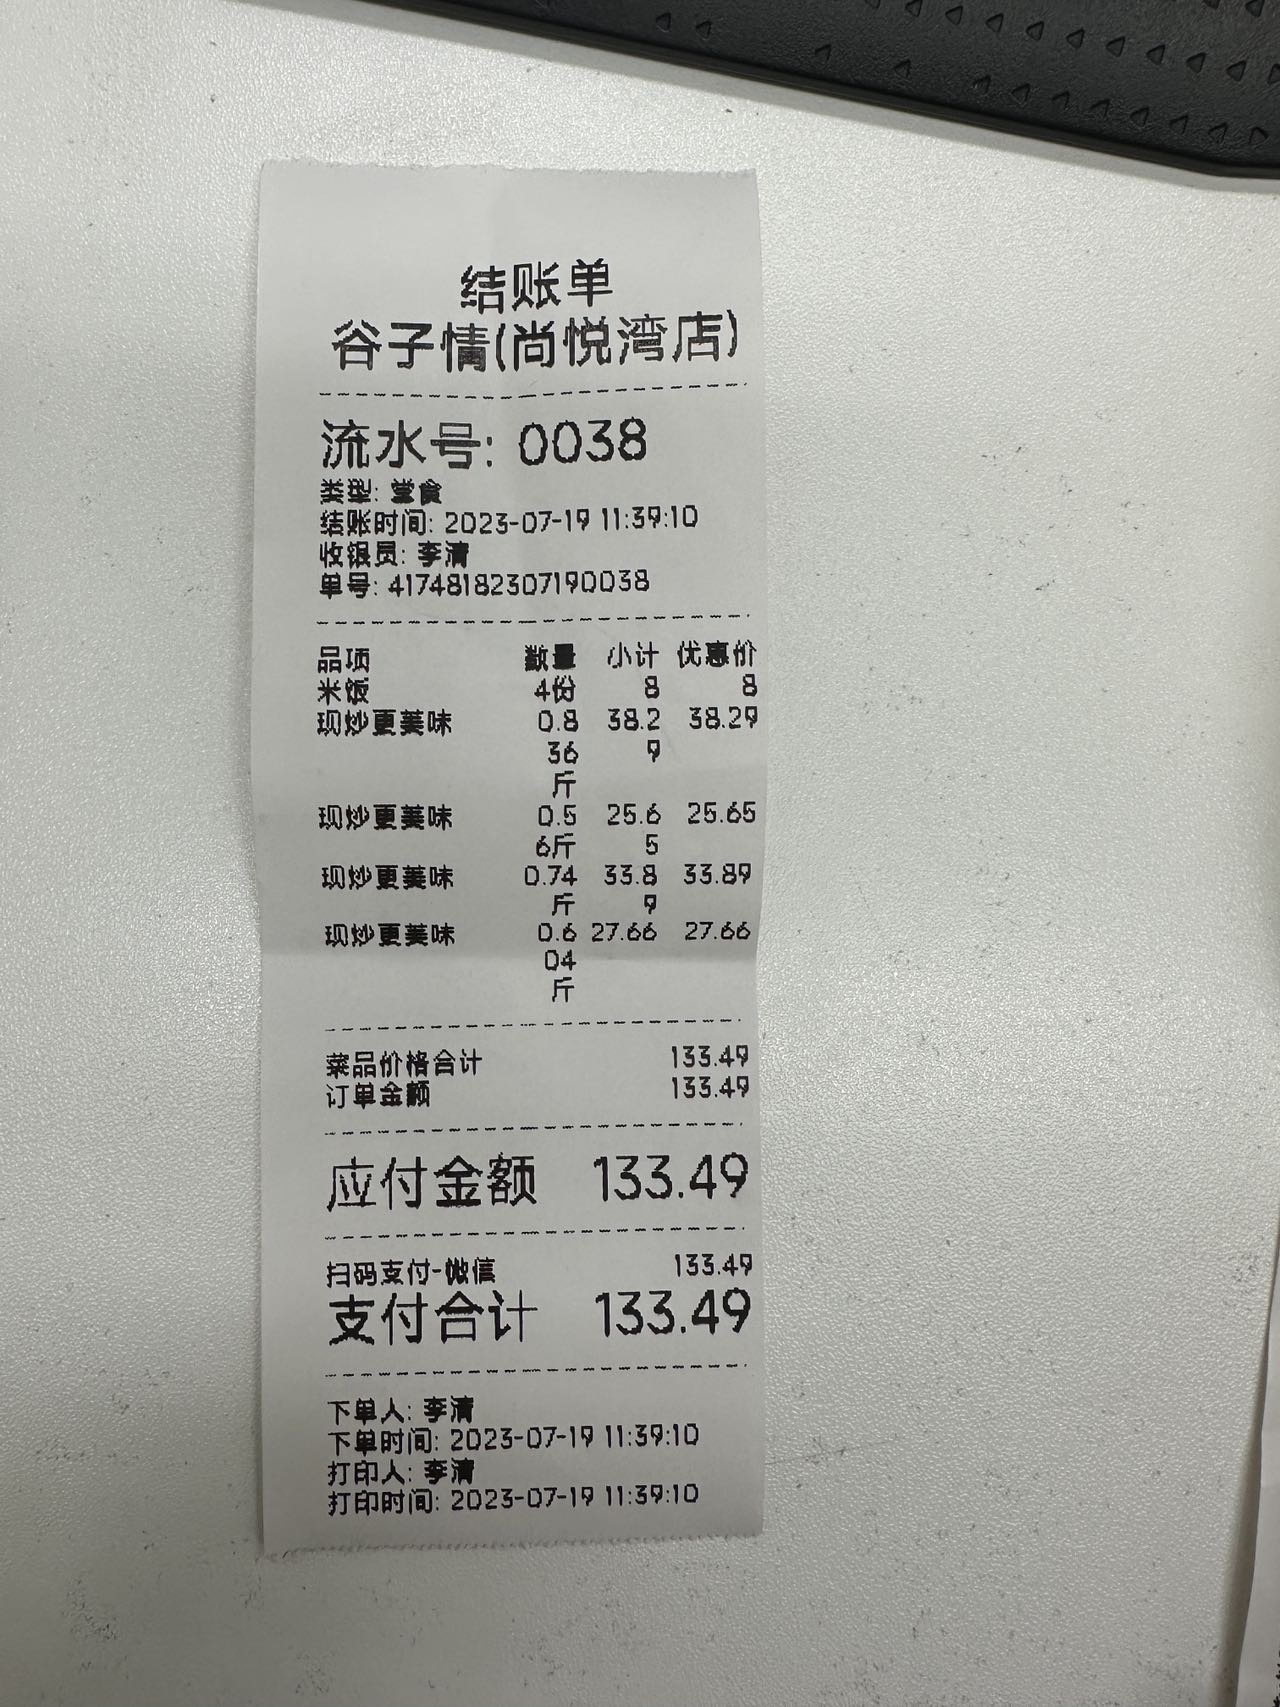 结账单
谷子情(尚悦湾店)
流水号: 0038
类型: 堂食
结账时间: 2023-07-19 11:39:10
收银员: 李清
单号: 41748182307190038
品项 数量 小计 优惠价
米饭 4份 8 8
现炒更美味 0.8 38.2 38.29
36 9
斤
现炒更美味 0.5 25.6 25.65
6斤 5
现炒更美味 0.74 33.8 33.89
斤 9
现炒更美味 0.6 27.66 27.66
04
斤
菜品价格合计 133.49
订单金额 133.49
应付金额 133.49
扫码支付-微信 133.49
支付合计 133.49
下单人: 李清
下单时间: 2023-07-19 11:39:10
打印人: 李清
打印时间: 2023-07-19 11:39:10